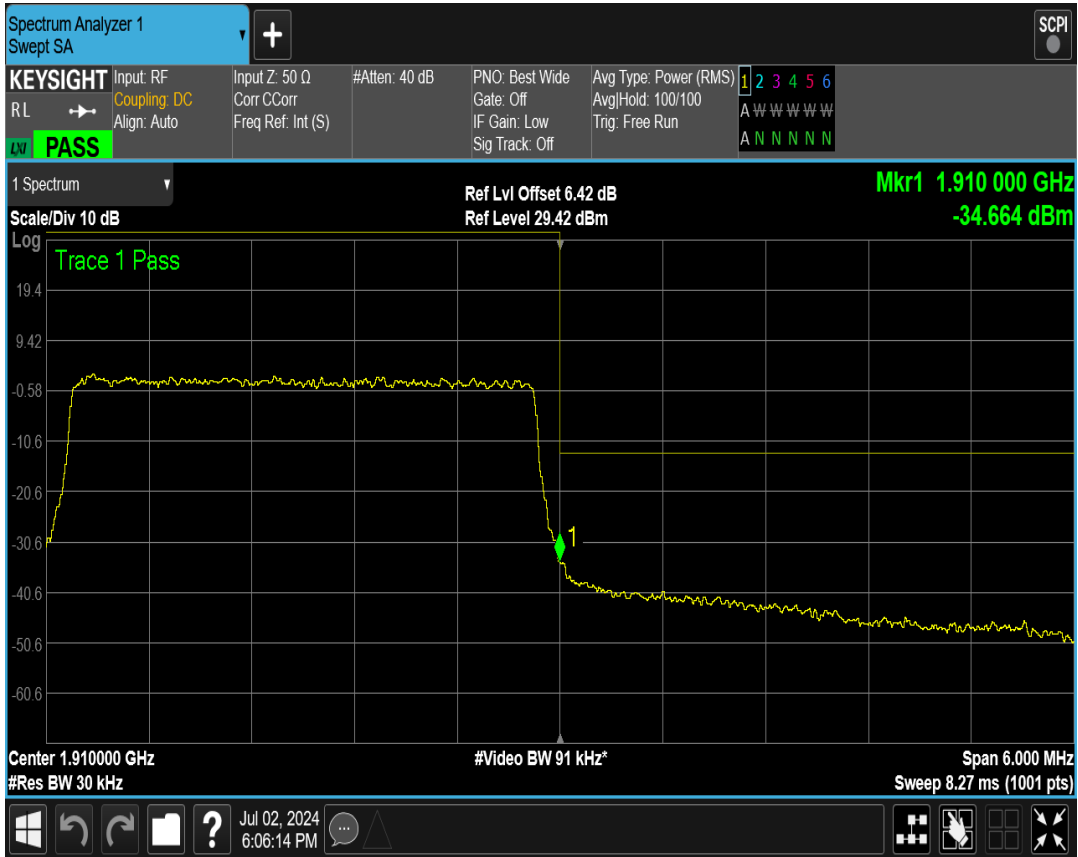 Spectrum Analyzer 1
Swept SA
+
SCPI
KEYSIGHT
RL
LXI PASS
Input: RF
Coupling: DC
Align: Auto
Input Z: 50 Ω
Corr CCorr
Freq Ref: Int (S)
#Atten: 40 dB
PNO: Best Wide
Gate: Off
IF Gain: Low
Sig Track: Off
Avg Type: Power (RMS)
Avg|Hold: 100/100
Trig: Free Run
1 2 3 4 5 6
A W W W W W
A N N N N N
1 Spectrum
Scale/Div 10 dB
Ref Lvl Offset 6.42 dB
Ref Level 29.42 dBm
Mkr1 1.910 000 GHz
-34.664 dBm
Log
Trace 1 Pass
19.4
9.42
-0.58
-10.6
-20.6
-30.6
-40.6
-50.6
-60.6
1
Center 1.910000 GHz
#Res BW 30 kHz
#Video BW 91 kHz*
Span 6.000 MHz
Sweep 8.27 ms (1001 pts)
?
Jul 02, 2024
6:06:14 PM